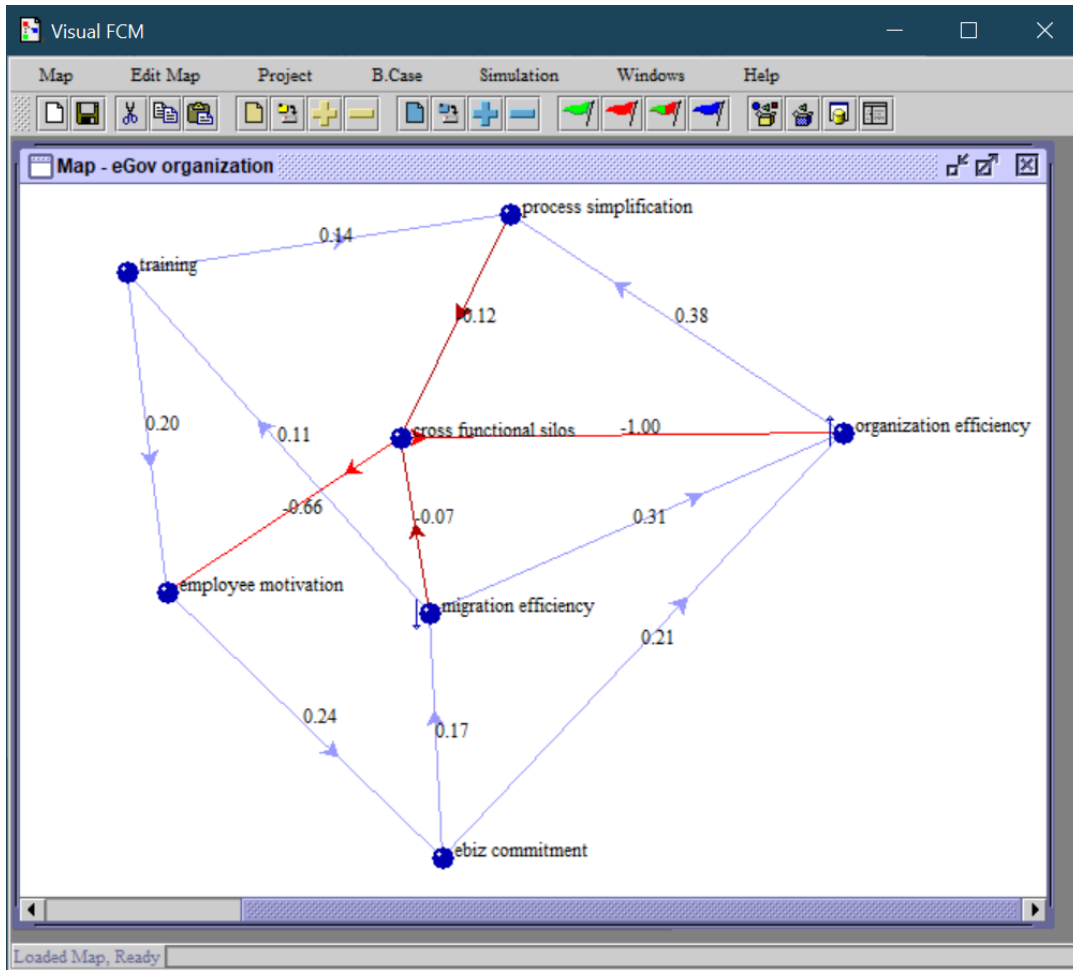 Visual FCM
Map Edit Map Project B.Case Simulation Windows Help
Map - eGov organization
process simplification
0.14
training
-0.12
0.38
0.20
0.11
cross functional silos
-1.00
organization efficiency
-0.66
-0.07
0.31
employee motivation
migration efficiency
0.21
0.24
0.17
ebiz commitment
Loaded Map, Ready